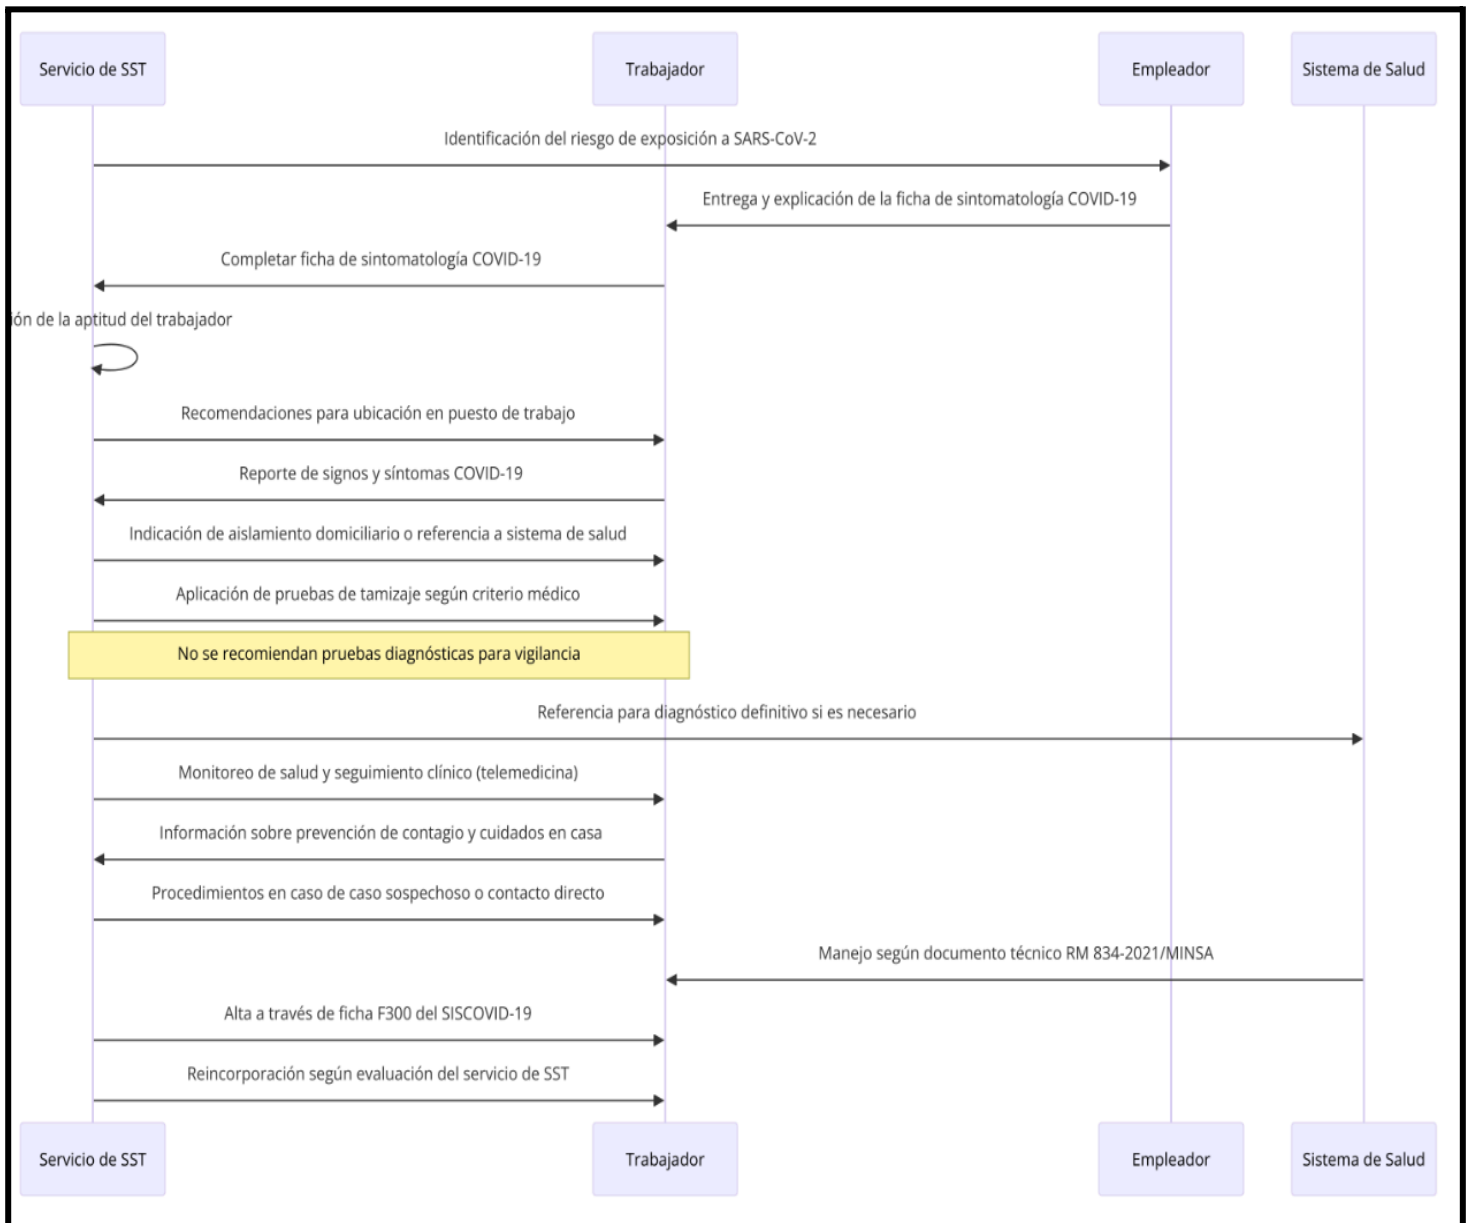 Servicio de SST
Trabajador
Empleador
Sistema de Salud
Identificación del riesgo de exposición a SARS-CoV-2
Entrega y explicación de la ficha de sintomatología COVID-19
Completar ficha de sintomatología COVID-19
ión de la aptitud del trabajador
Recomendaciones para ubicación en puesto de trabajo
Reporte de signos y síntomas COVID-19
Indicación de aislamiento domiciliario o referencia a sistema de salud
Aplicación de pruebas de tamizaje según criterio médico
No se recomiendan pruebas diagnósticas para vigilancia
Referencia para diagnóstico definitivo si es necesario
Monitoreo de salud y seguimiento clínico (telemedicina)
Información sobre prevención de contagio y cuidados en casa
Procedimientos en caso de caso sospechoso o contacto directo
Manejo según documento técnico RM 834-2021/MINSA
Alta a través de ficha F300 del SISCOVID-19
Reincorporación según evaluación del servicio de SST
Servicio de SST
Trabajador
Empleador
Sistema de Salud